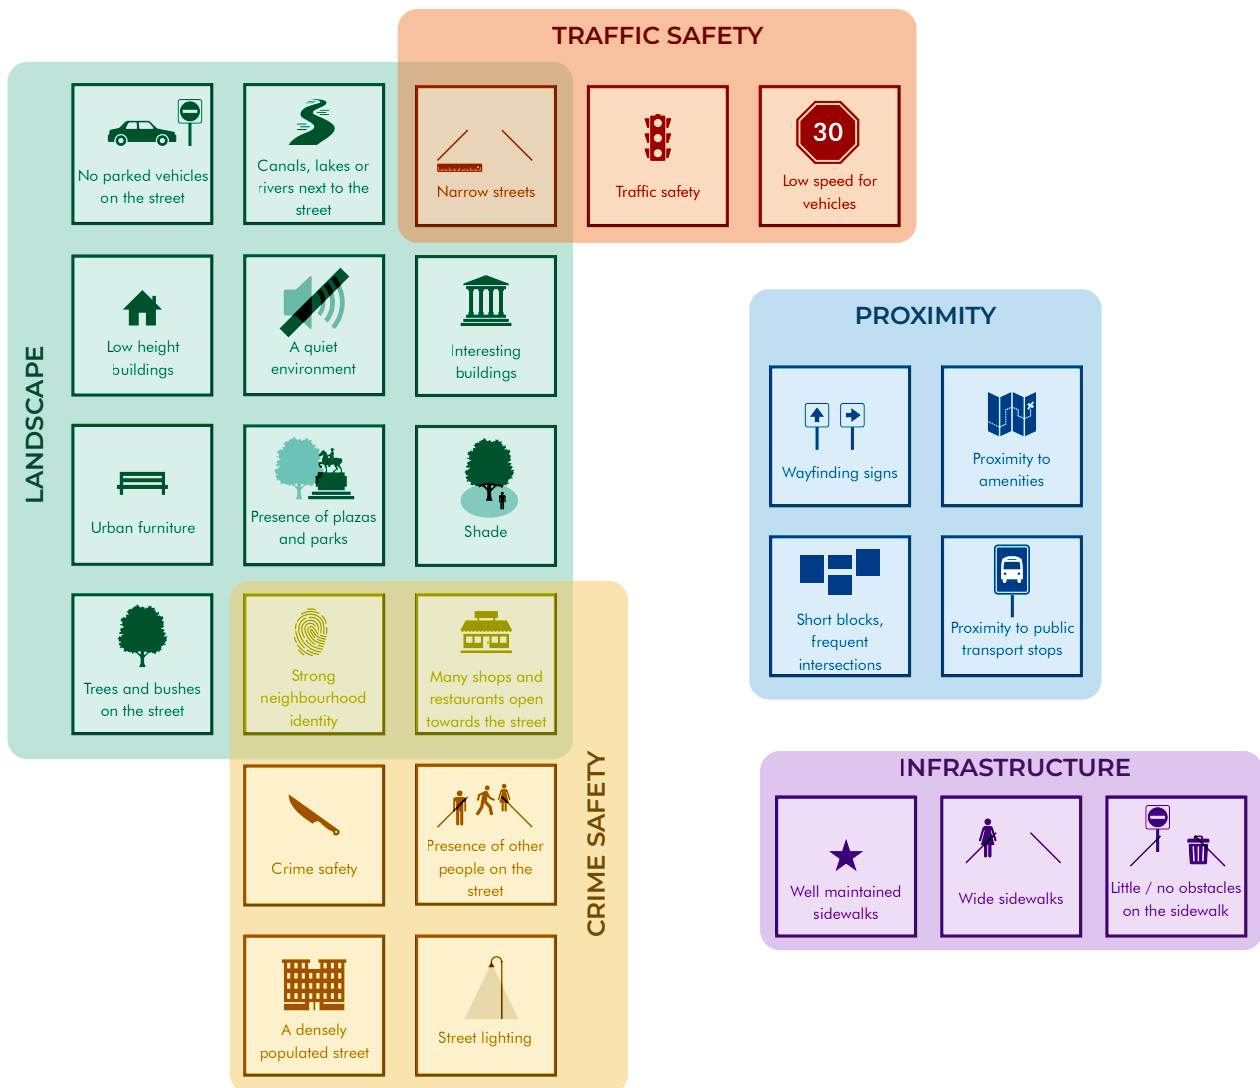 TRAFFIC SAFETY
LANDSCAPE
No parked vehicles
on the street
Canals, lakes or
rivers next to the
street
Narrow streets
Traffic safety
30
Low speed for
vehicles
Low height
buildings
A quiet
environment
Interesting
buildings
Urban furniture
Presence of plazas
and parks
Shade
Trees and bushes
on the street
Strong
neighbourhood
identity
Many shops and
restaurants open
towards the street
CRIME SAFETY
Crime safety
Presence of other
people on the
street
A densely
populated street
Street lighting
PROXIMITY
Wayfinding signs
Proximity to
amenities
Short blocks,
frequent
intersections
Proximity to public
transport stops
INFRASTRUCTURE
Well maintained
sidewalks
Wide sidewalks
Little / no obstacles
on the sidewalk